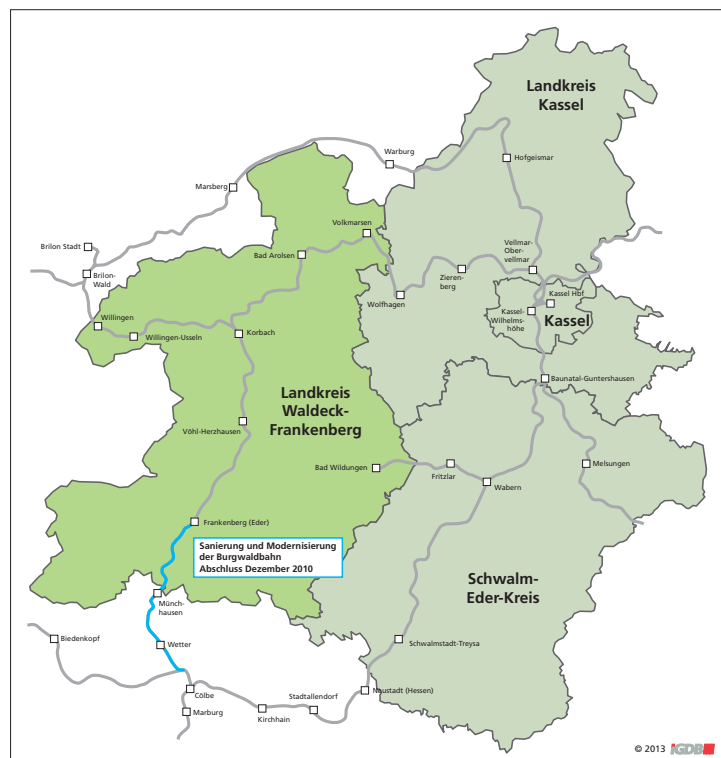 Landkreis
Kassel
Warburg
Hofgeismar
Marsberg
Volkmarsen
Brilon Stadt
Bad Arolsen
Vellmar-
Ober-
vellmar
Brilon-
Wald
Zieren-
berg
Wolfhagen
Kassel Hbf
Kassel-
Wilhelms-
höhe
Kassel
Willingen
Willingen-Usseln
Korbach
Baunatal-Guntershausen
Landkreis
Waldeck-
Frankenberg
Vöhl-Herzhausen
Bad Wildungen
Fritzlar
Wabern
Melsungen
Frankenberg (Eder)
Sanierung und Modernisierung
der Burgwaldbahn
Abschluss Dezember 2010
Schwalm-
Eder-Kreis
Münch-
hausen
Biedenkopf
Wetter
Schwalmstadt-Treysa
Cölbe
Neustadt (Hessen)
Stadtallendorf
Marburg
Kirchhain
© 2013 IGDB